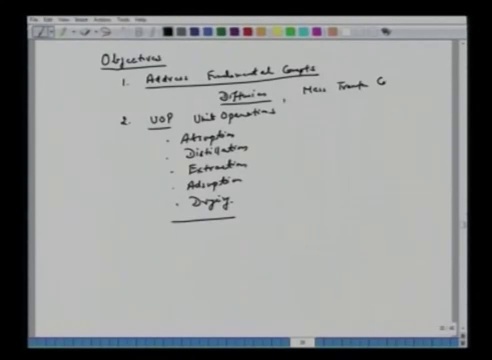 Objectives
1. Address Fundamental Concepts
Diffusion, Mass Transfer C
2. UOP Unit Operations
. Absorption
. Distillation
. Extraction
. Adsorption
. Drying